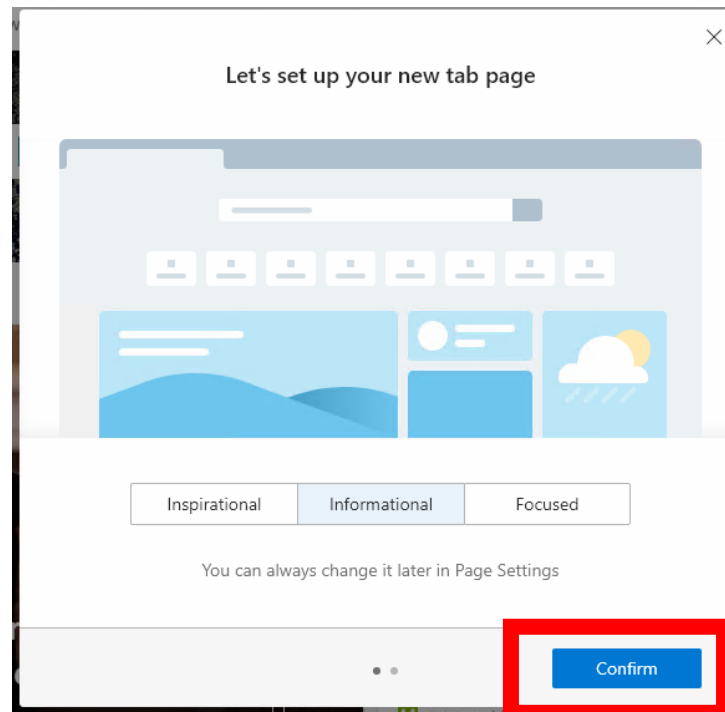 Let's set up your new tab page
Inspirational
Informational
Focused
You can always change it later in Page Settings
Confirm